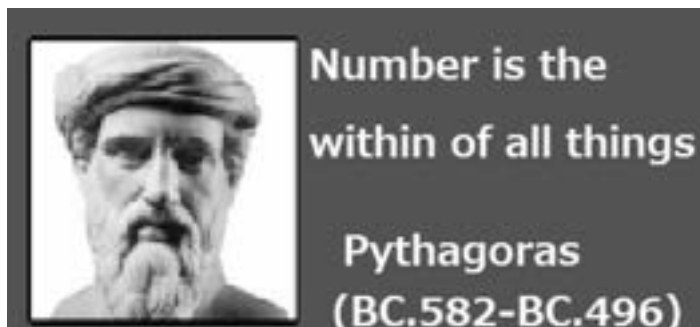 Number is the
within of all things
Pythagoras
(BC.582-BC.496)